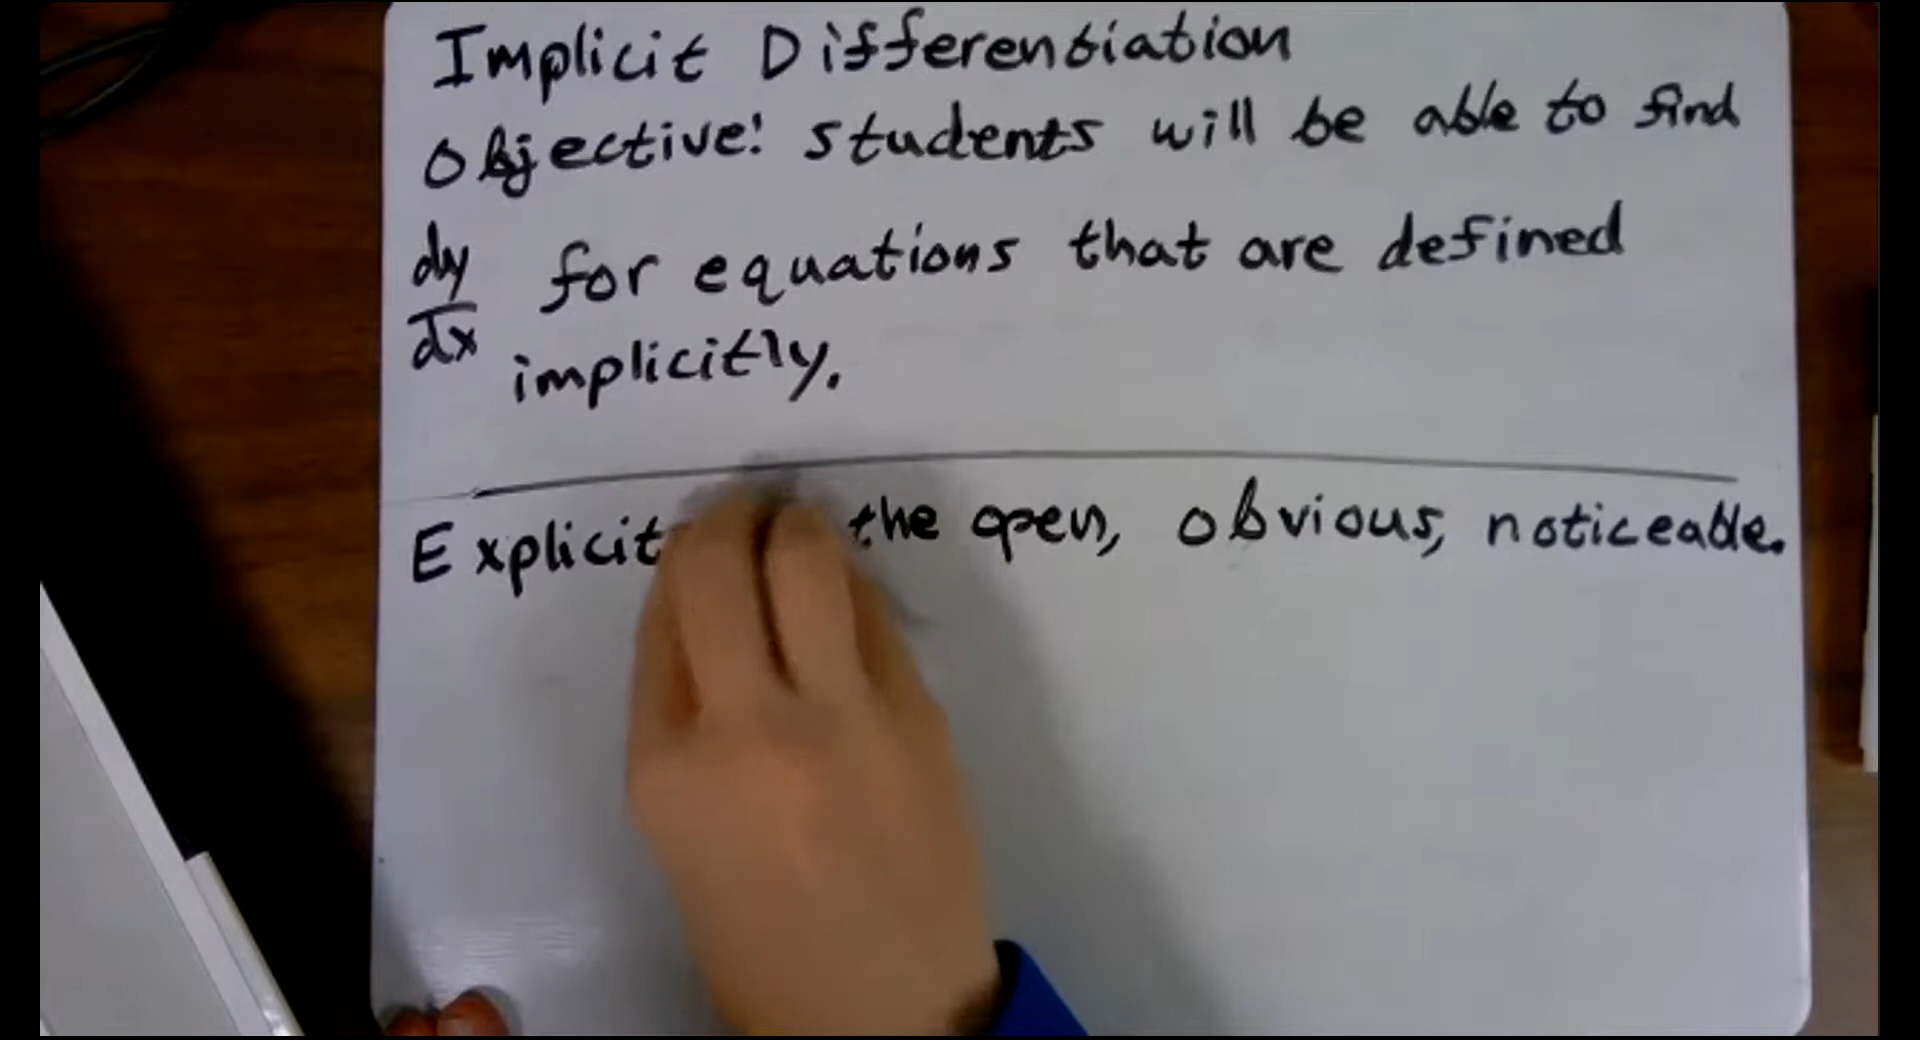 Implicit Differentiation
Objective: students will be able to find
dy/dx for equations that are defined
implicitly.
Explicit the open, obvious, noticeable.